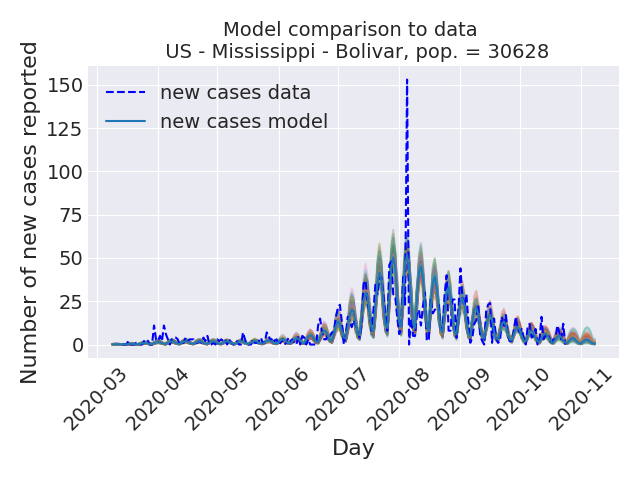 Model comparison to data
US - Mississippi - Bolivar, pop. = 30628
Number of new cases reported
150
125
100
75
50
25
0
new cases data
new cases model
2020-03
2020-04
2020-05
2020-06
2020-07
2020-08
2020-09
2020-10
2020-11
Day